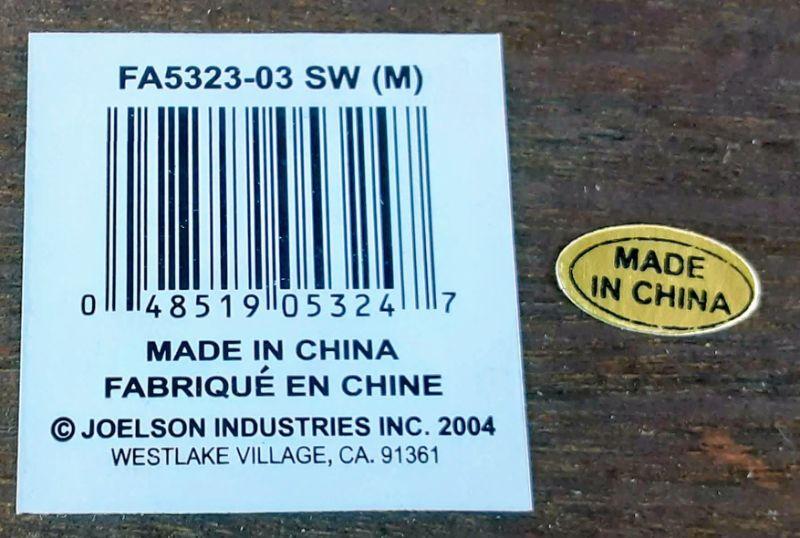 FA5323-03 SW (M)
0 48519 05324 7
MADE IN CHINA
FABRIQUÉ EN CHINE
© JOELSON INDUSTRIES INC. 2004
WESTLAKE VILLAGE, CA. 91361
MADE
IN CHINA